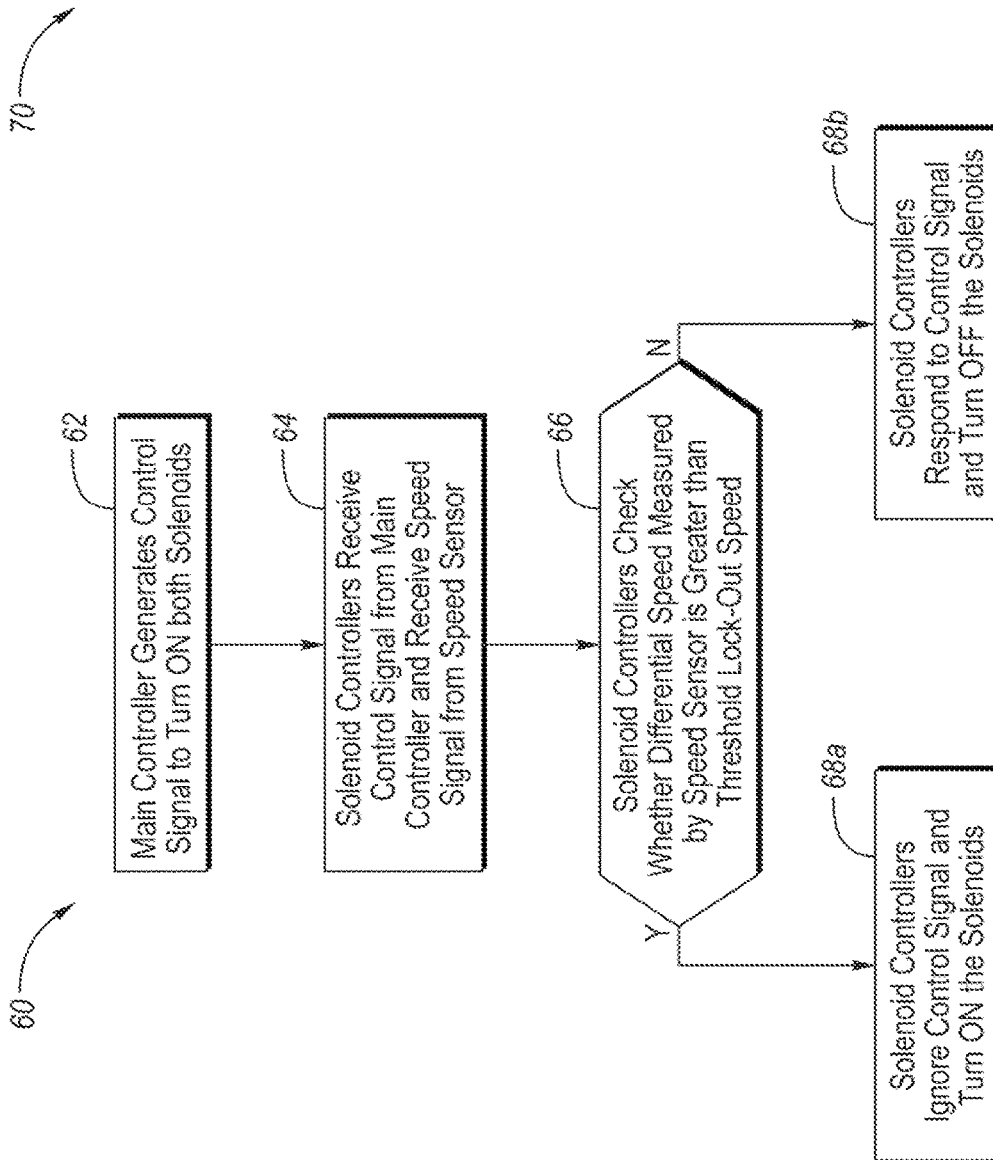 60
70
62
Main Controller Generates Control
Signal to Turn ON both Solenoids
64
Solenoid Controllers Receive
Control Signal from Main
Controller and Receive Speed
Signal from Speed Sensor
66
Solenoid Controllers Check
Whether Differential Speed Measured
by Speed Sensor is Greater than
Threshold Lock-Out Speed
Y
N
68a
Solenoid Controllers
Ignore Control Signal and
Turn ON the Solenoids
68b
Solenoid Controllers
Respond to Control Signal
and Turn OFF the Solenoids